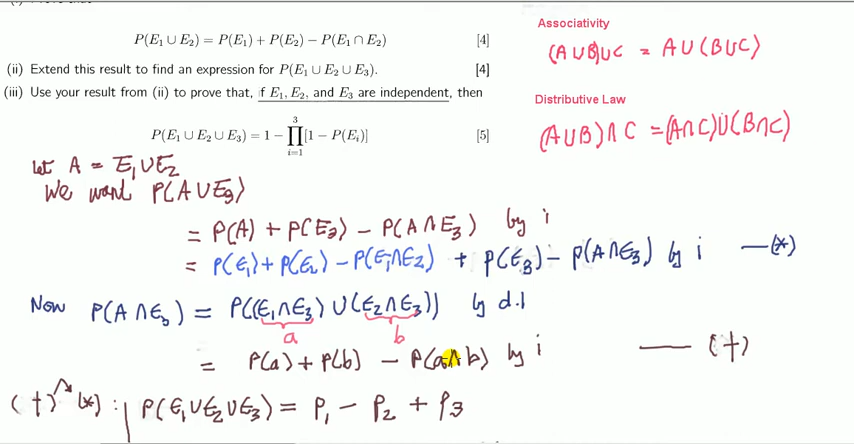 P(E₁ ∪ E₂) = P(E₁) + P(E₂) − P(E₁ ∩ E₂) [4]
(ii) Extend this result to find an expression for P(E₁ ∪ E₂ ∪ E₃). [4]
(iii) Use your result from (ii) to prove that, if E₁, E₂, and E₃ are independent, then
P(E₁ ∪ E₂ ∪ E₃) = 1 − ∏³ᵢ₌₁[1 − P(Eᵢ)] [5]
Associativity
(A∪B)∪C = A∪(B∪C)
Distributive Law
(A∪B)∩C = (A∩C)∪(B∩C)
Let A = E₁∪E₂
We want P(A∪E₃)
= P(A) + P(E₃) − P(A∩E₃) by i
= P(E₁) + P(E₂) − P(E₁∩E₂) + P(E₃) − P(A∩E₃) by i —(*)
Now P(A∩E₃) = P((E₁∩E₃)∪(E₂∩E₃)) by d.l
a b
= P(a) + P(b) − P(a∩b) by i — (†)
(†)↷(*): P(E₁∪E₂∪E₃) = P₁ − P₂ + P₃